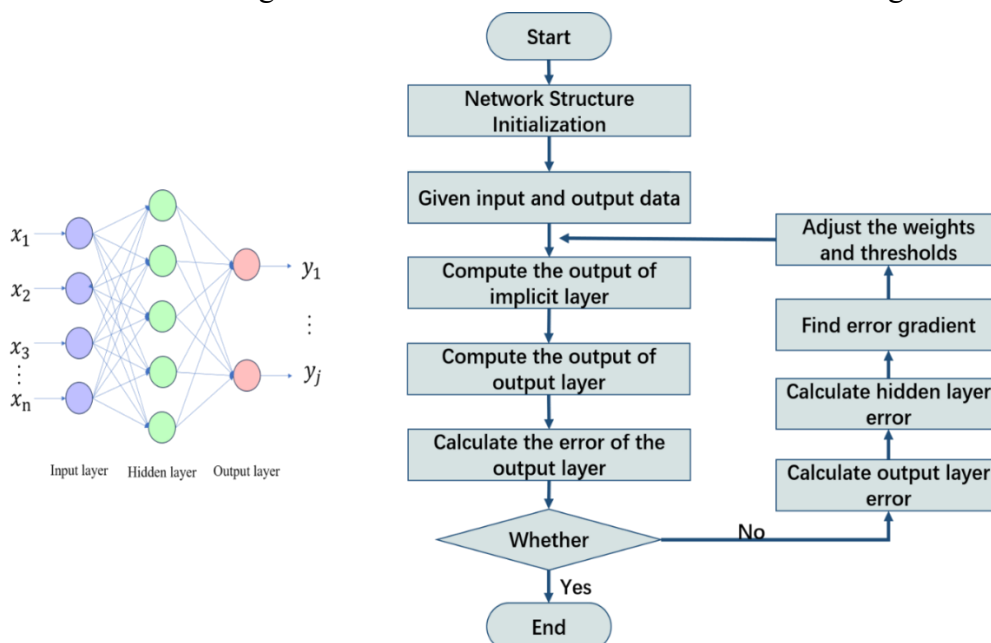 Start
Network Structure
Initialization
Given input and output data
Compute the output of
implicit layer
Compute the output of
output layer
Calculate the error of the
output layer
Whether
No
Yes
End
Adjust the weights
and thresholds
Find error gradient
Calculate hidden layer
error
Calculate output layer
error
x₁
x₂
x₃
⋮
xₙ
y₁
⋮
yⱼ
Input layer Hidden layer Output layer